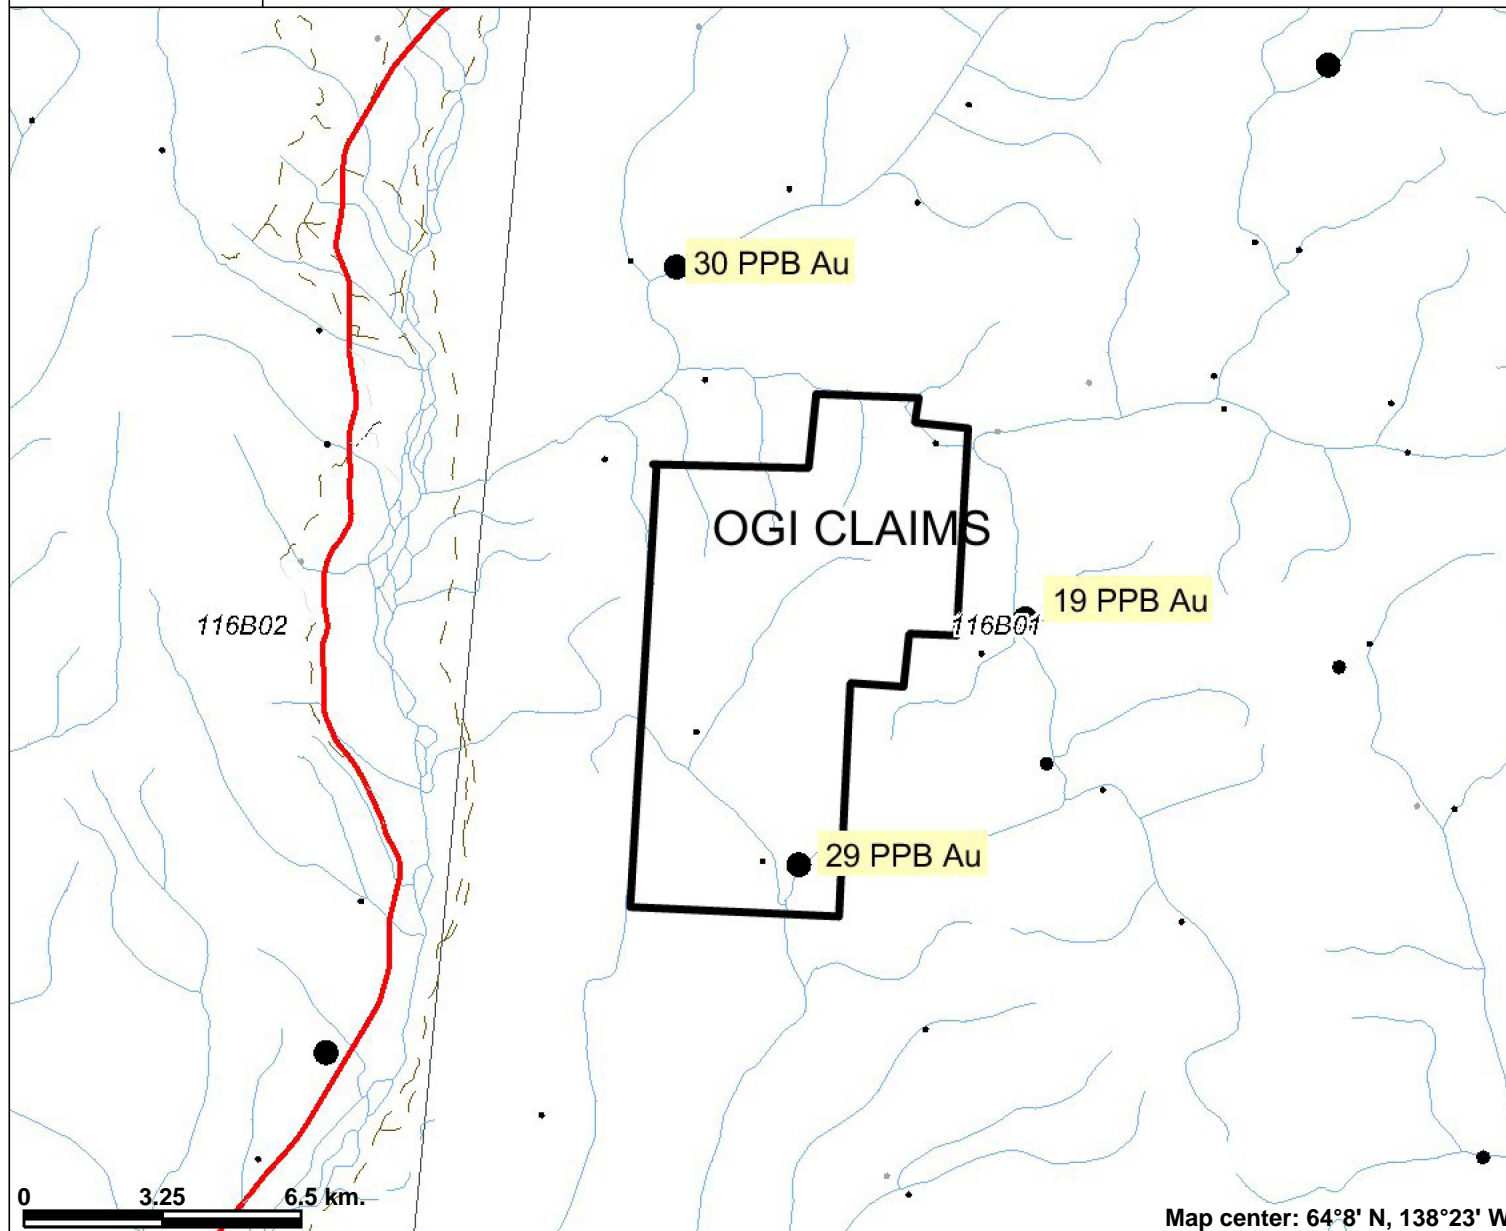 30 PPB Au
OGI CLAIMS
19 PPB Au
116B02
116B01
29 PPB Au
0 3.25 6.5 km.
Map center: 64°8' N, 138°23' W